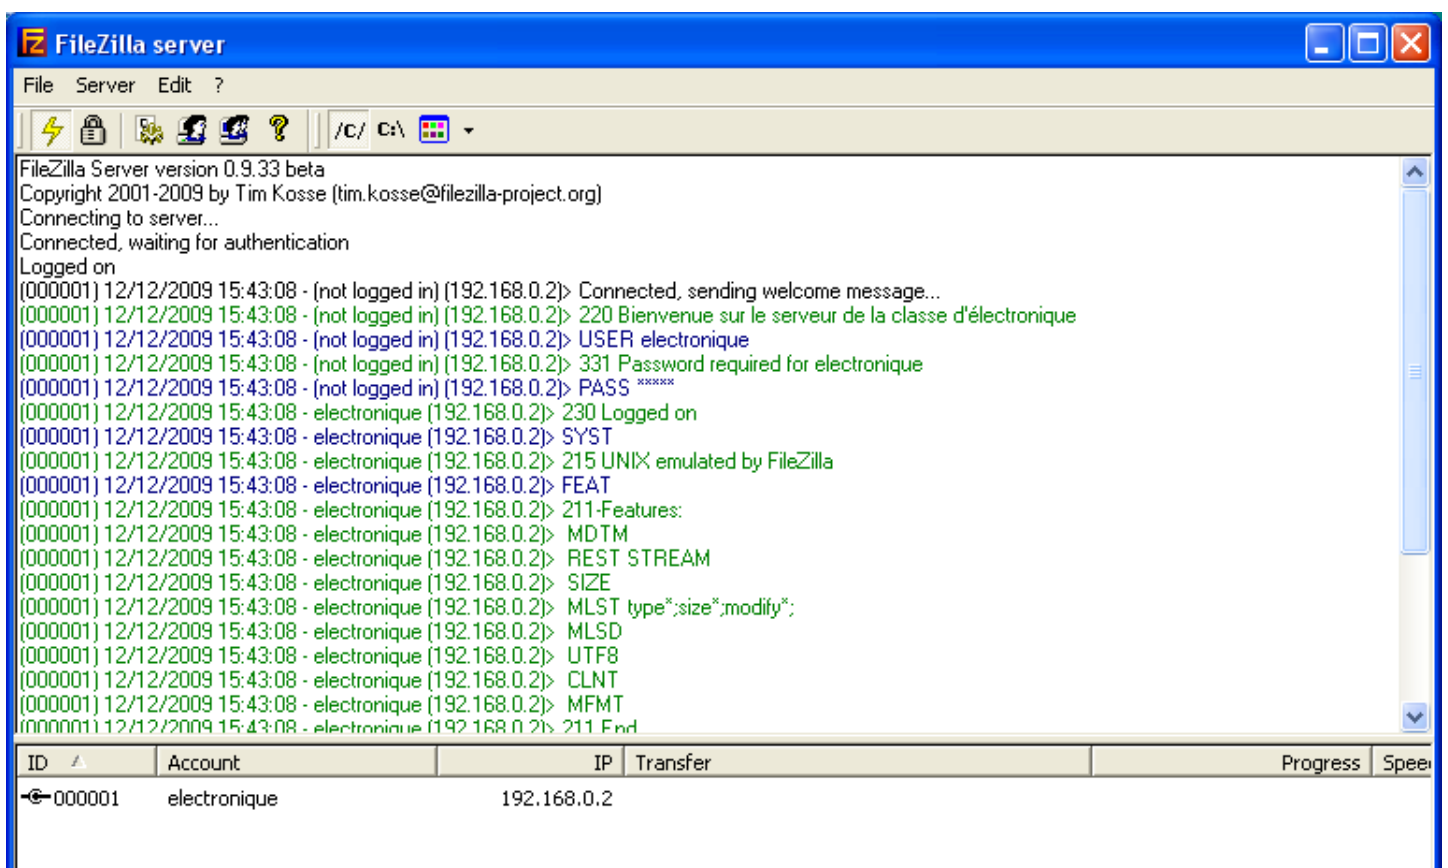 FileZilla server
File Server Edit ?
/C/ C:\
FileZilla Server version 0.9.33 beta
Copyright 2001-2009 by Tim Kosse (tim.kosse@filezilla-project.org)
Connecting to server...
Connected, waiting for authentication
Logged on
(000001) 12/12/2009 15:43:08 - (not logged in) (192.168.0.2)> Connected, sending welcome message...
(000001) 12/12/2009 15:43:08 - (not logged in) (192.168.0.2)> 220 Bienvenue sur le serveur de la classe d'électronique
(000001) 12/12/2009 15:43:08 - (not logged in) (192.168.0.2)> USER electronique
(000001) 12/12/2009 15:43:08 - (not logged in) (192.168.0.2)> 331 Password required for electronique
(000001) 12/12/2009 15:43:08 - (not logged in) (192.168.0.2)> PASS *****
(000001) 12/12/2009 15:43:08 - electronique (192.168.0.2)> 230 Logged on
(000001) 12/12/2009 15:43:08 - electronique (192.168.0.2)> SYST
(000001) 12/12/2009 15:43:08 - electronique (192.168.0.2)> 215 UNIX emulated by FileZilla
(000001) 12/12/2009 15:43:08 - electronique (192.168.0.2)> FEAT
(000001) 12/12/2009 15:43:08 - electronique (192.168.0.2)> 211-Features:
(000001) 12/12/2009 15:43:08 - electronique (192.168.0.2)> MDTM
(000001) 12/12/2009 15:43:08 - electronique (192.168.0.2)> REST STREAM
(000001) 12/12/2009 15:43:08 - electronique (192.168.0.2)> SIZE
(000001) 12/12/2009 15:43:08 - electronique (192.168.0.2)> MLST type*;size*;modify*;
(000001) 12/12/2009 15:43:08 - electronique (192.168.0.2)> MLSD
(000001) 12/12/2009 15:43:08 - electronique (192.168.0.2)> UTF8
(000001) 12/12/2009 15:43:08 - electronique (192.168.0.2)> CLNT
(000001) 12/12/2009 15:43:08 - electronique (192.168.0.2)> MFMT
(000001) 12/12/2009 15:43:08 - electronique (192.168.0.2)> 211 End
ID Account IP Transfer Progress Speed
000001 electronique 192.168.0.2